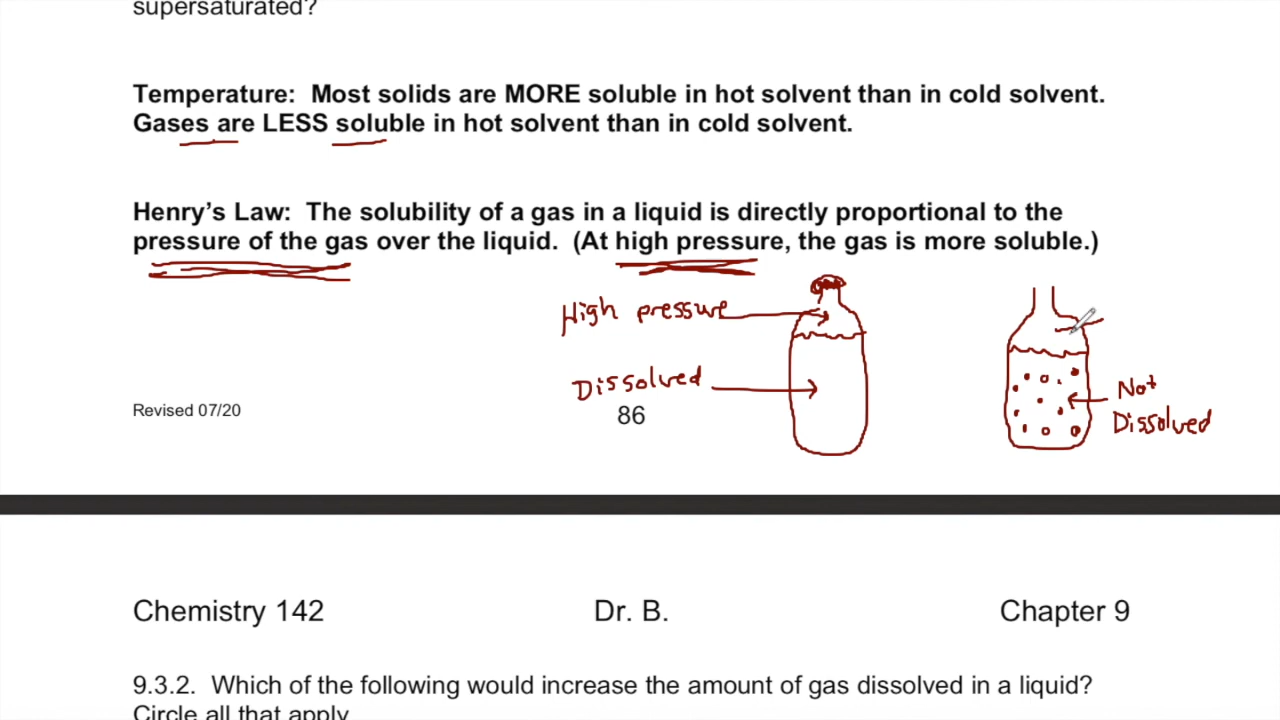 supersaturated?
Temperature: Most solids are MORE soluble in hot solvent than in cold solvent.
Gases are LESS soluble in hot solvent than in cold solvent.
Henry's Law: The solubility of a gas in a liquid is directly proportional to the
pressure of the gas over the liquid. (At high pressure, the gas is more soluble.)
High pressure
Dissolved
Not
Dissolved
Revised 07/20
86
Chemistry 142 Dr. B. Chapter 9
9.3.2. Which of the following would increase the amount of gas dissolved in a liquid?
Circle all that apply